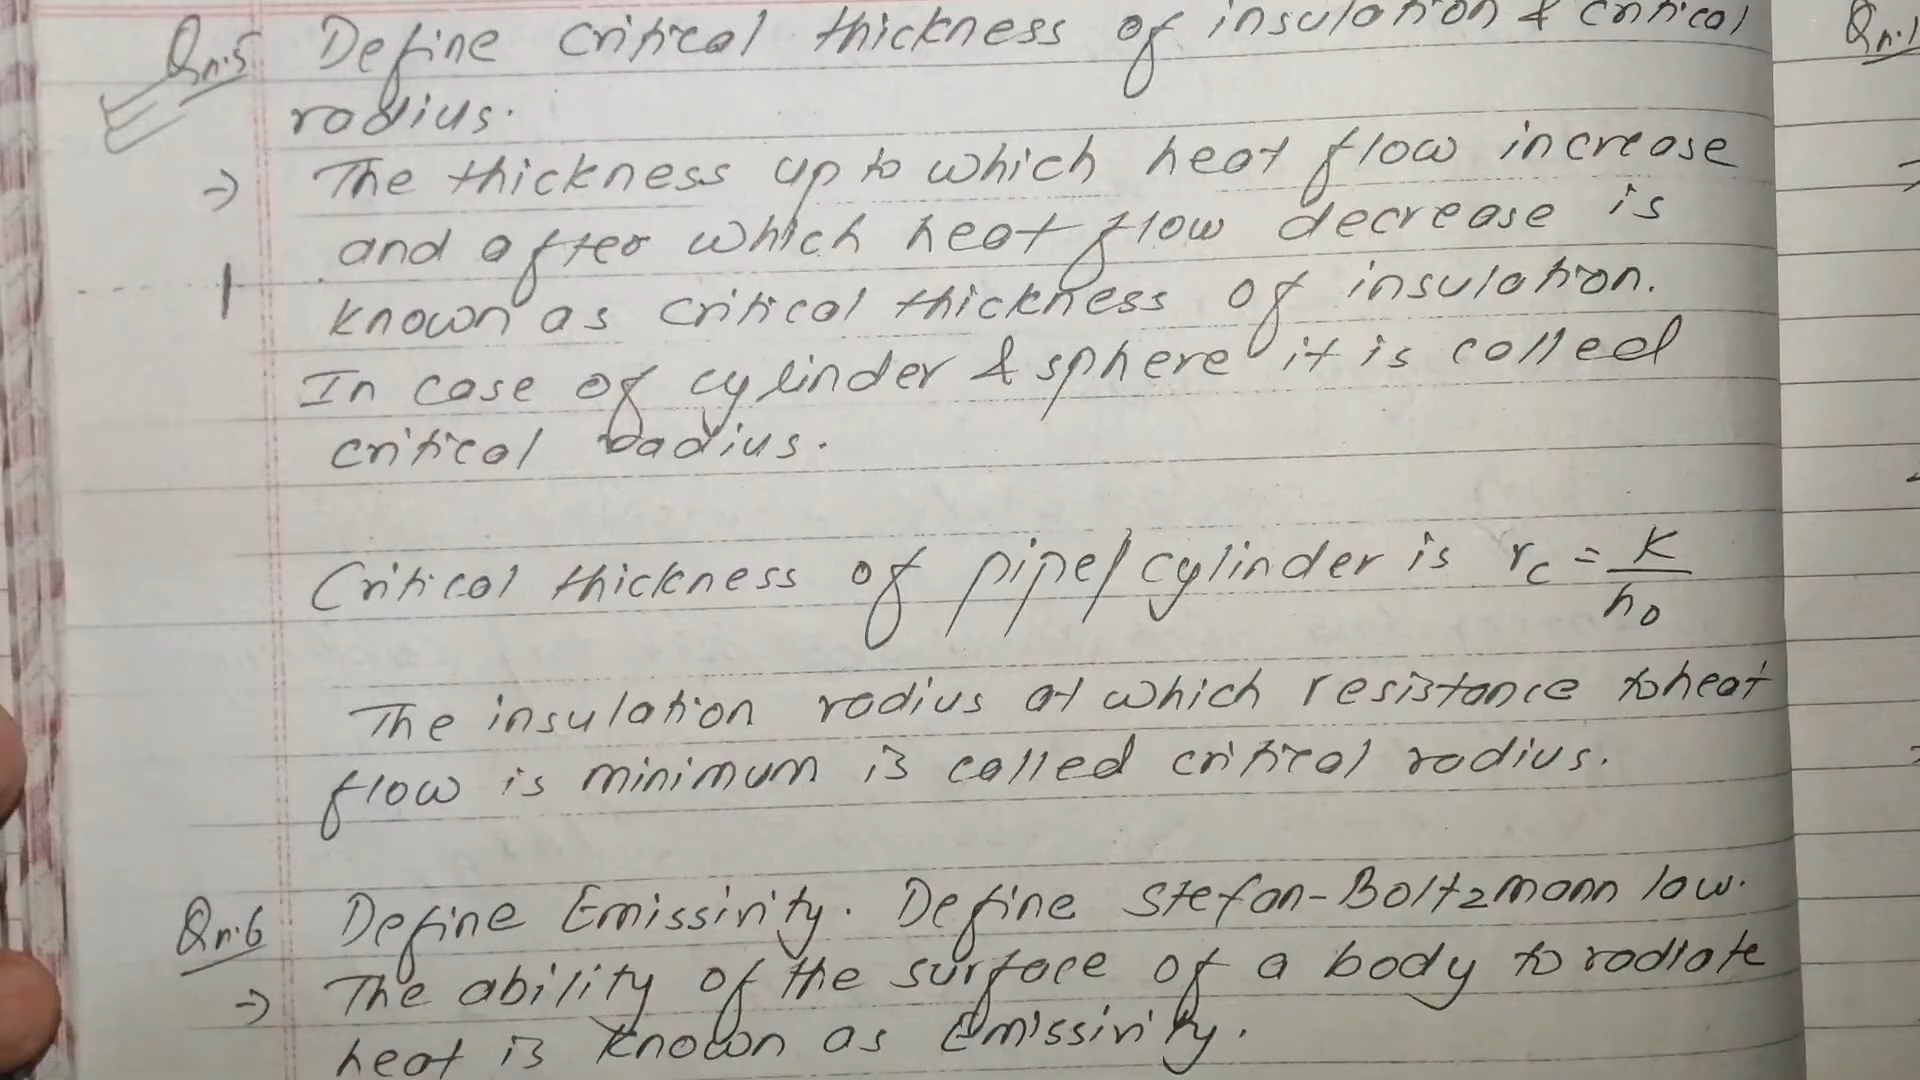 Qn.5 Define critical thickness of insulation & critical
radius.
→ The thickness up to which heat flow increase
and after which heat flow decrease is
known as critical thickness of insulation.
In case of cylinder & sphere it is called
critical radius.
Critical thickness of pipe/cylinder is rc = K/ho
The insulation radius at which resistance to heat
flow is minimum is called critical radius.
Qn.6 Define Emissivity. Define Stefan-Boltzmann law.
→ The ability of the surface of a body to radiate
heat is known as Emissivity.
Qn.1